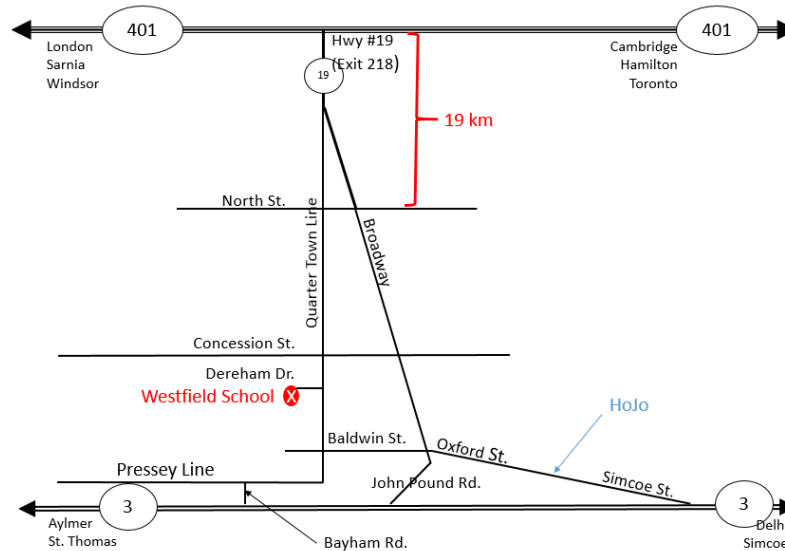 401
401
London
Sarnia
Windsor
Hwy #19
(Exit 218)
Cambridge
Hamilton
Toronto
19
19 km
North St.
Quarter Town Line
Broadway
Concession St.
Dereham Dr.
Westfield School
X
HoJo
Baldwin St.
Oxford St.
Pressey Line
John Pound Rd.
Simcoe St.
3
3
Aylmer
St. Thomas
Bayham Rd.
Delh
Simcoe